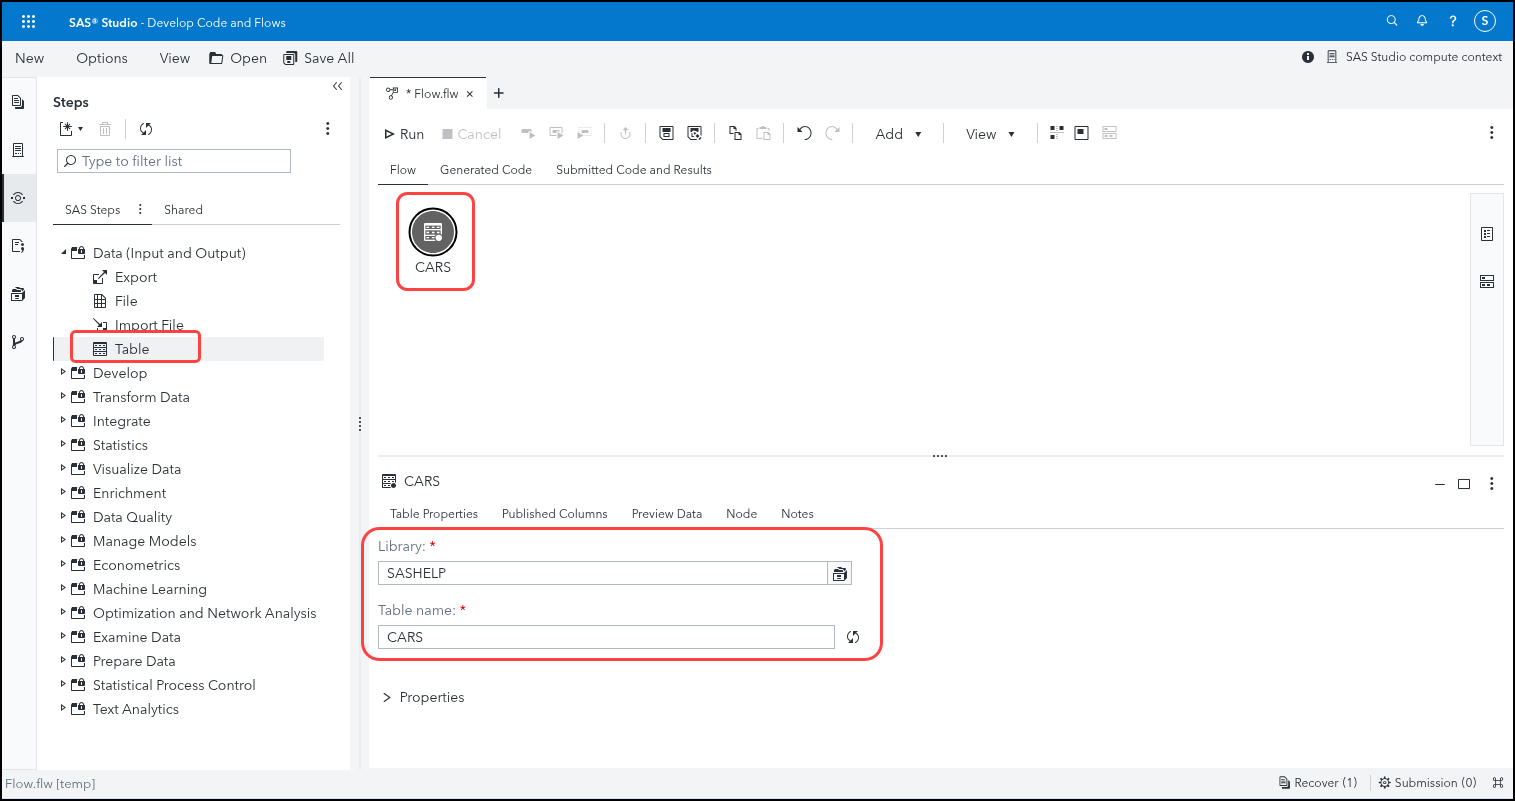 SAS® Studio - Develop Code and Flows
?
S
New Options View Open Save All
SAS Studio compute context
Steps
Type to filter list
SAS Steps Shared
Data (Input and Output)
Export
File
Import File
Table
Develop
Transform Data
Integrate
Statistics
Visualize Data
Enrichment
Data Quality
Manage Models
Econometrics
Machine Learning
Optimization and Network Analysis
Examine Data
Prepare Data
Statistical Process Control
Text Analytics
* Flow.flw × +
Run Cancel Add View
Flow Generated Code Submitted Code and Results
CARS
CARS
Table Properties Published Columns Preview Data Node Notes
Library: *
SASHELP
Table name: *
CARS
Properties
Flow.flw [temp]
Recover (1) Submission (0)